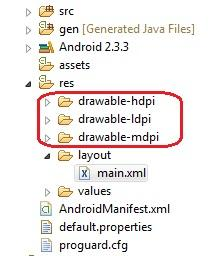 src
gen [Generated Java Files]
Android 2.3.3
assets
res
drawable-hdpi
drawable-ldpi
drawable-mdpi
layout
main.xml
values
AndroidManifest.xml
default.properties
proguard.cfg